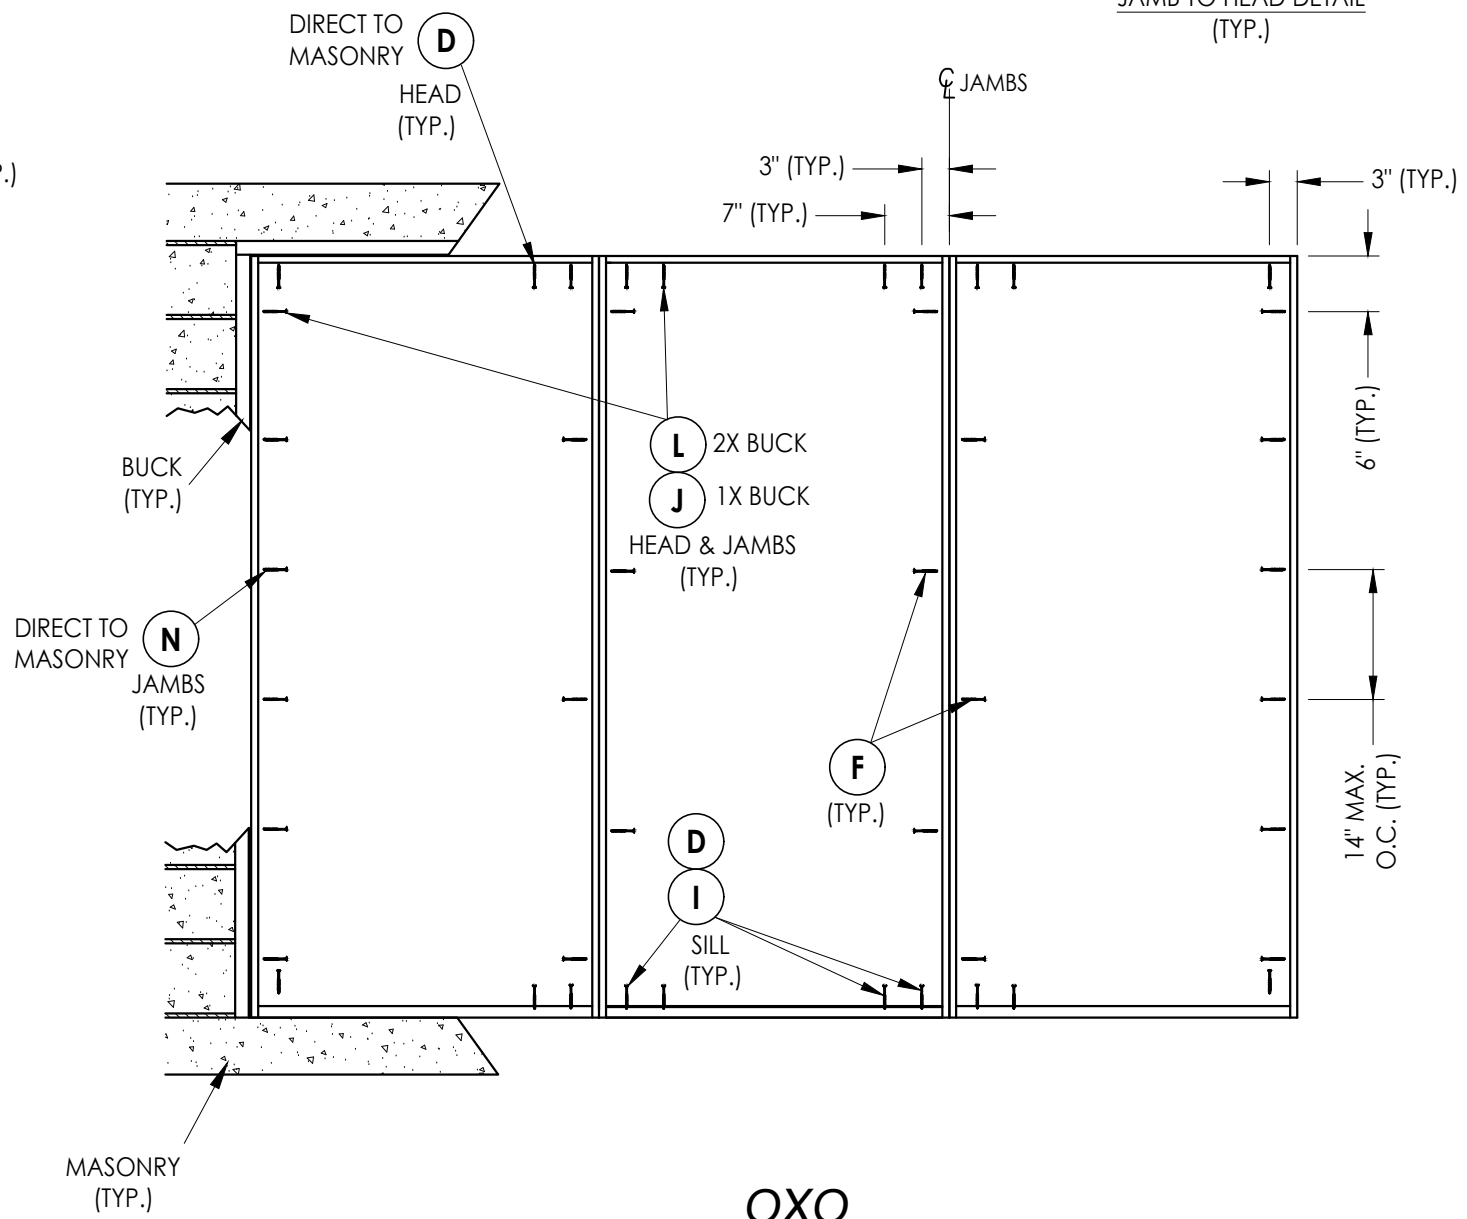 JAMB TO HEAD DETAIL
(TYP.)
DIRECT TO
MASONRY
D
HEAD
(TYP.)
℄ JAMBS
3" (TYP.)
7" (TYP.)
3" (TYP.)
6" (TYP.)
BUCK
(TYP.)
L 2X BUCK
J 1X BUCK
HEAD & JAMBS
(TYP.)
DIRECT TO
MASONRY
N
JAMBS
(TYP.)
F
(TYP.)
14" MAX.
O.C. (TYP.)
D
I
SILL
(TYP.)
MASONRY
(TYP.)
OXO